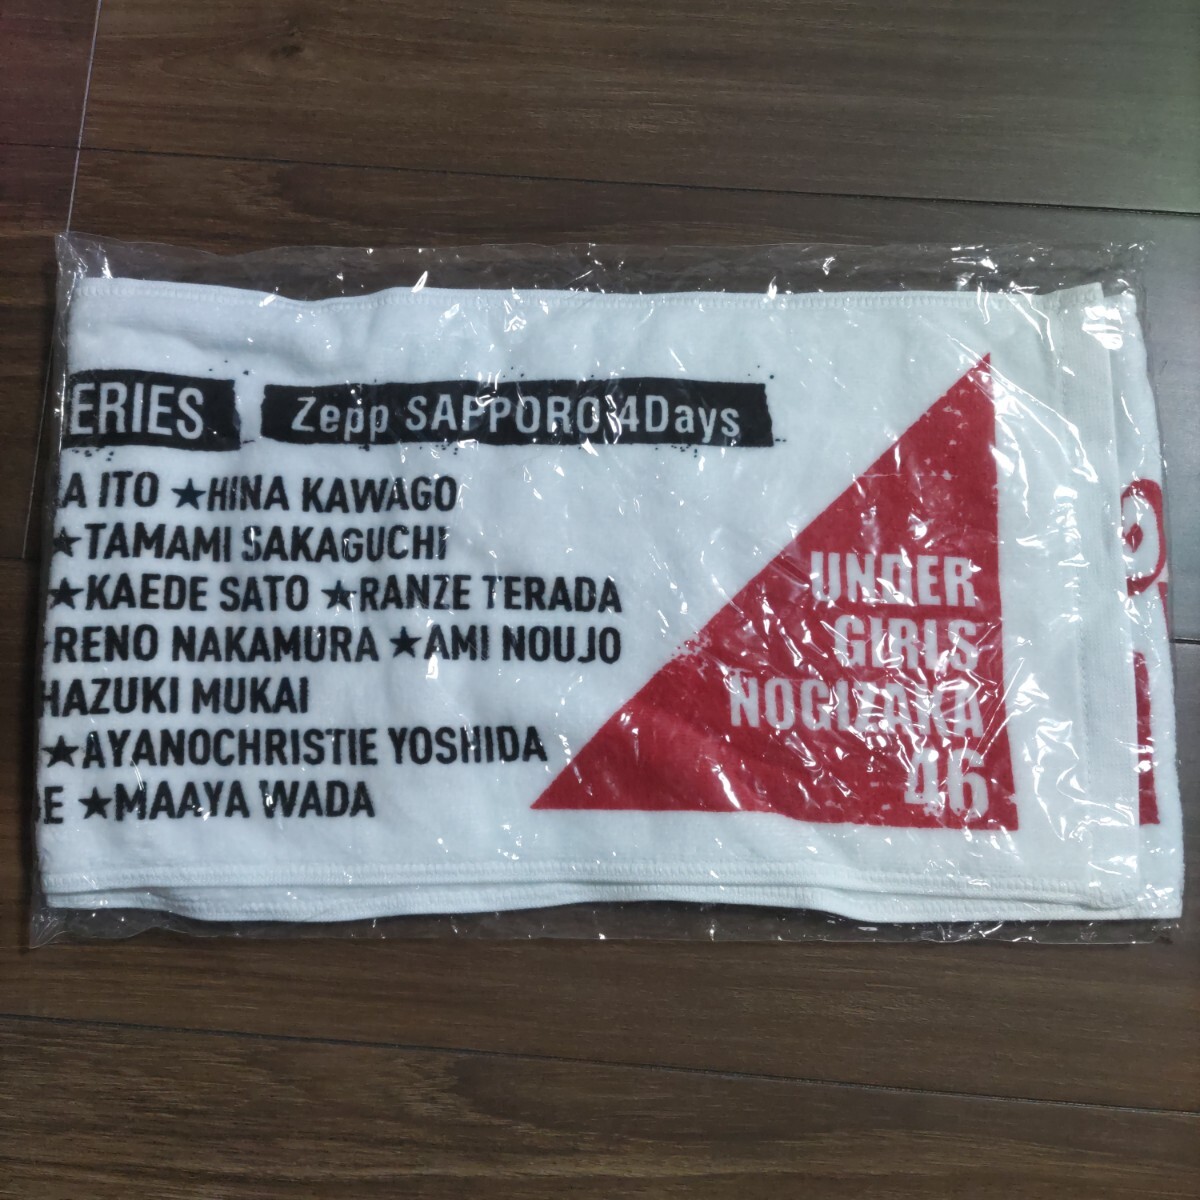 ERIES Zepp SAPPORO 4Days
A ITO ★HINA KAWAGO
★TAMAMI SAKAGUCHI
★KAEDE SATO ★RANZE TERADA
★RENO NAKAMURA ★AMI NOUJO
HAZUKI MUKAI
★AYANOCHRISTIE YOSHIDA
E ★MAAYA WADA
UNDER
GIRLS
NOGIZAKA
46